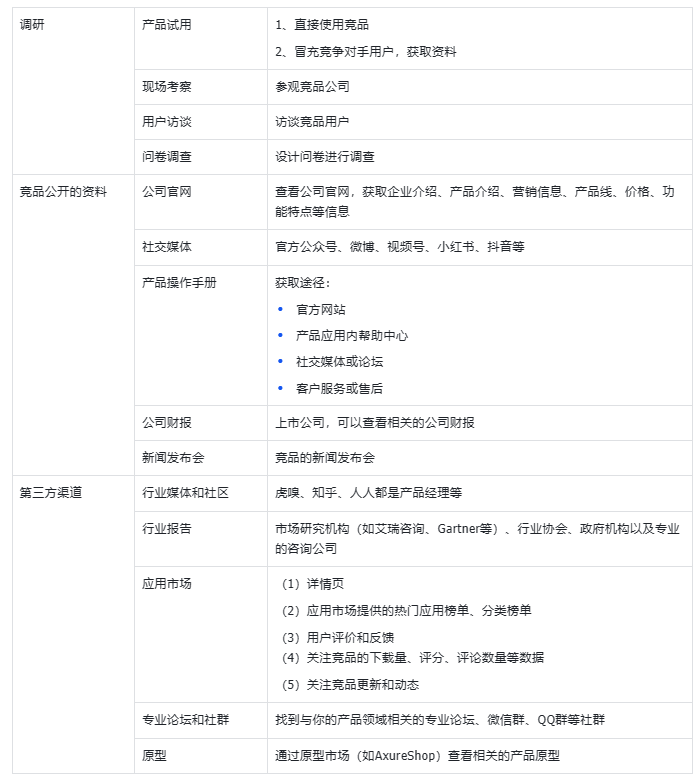 调研
产品试用
1、直接使用竞品
2、冒充竞争对手用户，获取资料
现场考察
参观竞品公司
用户访谈
访谈竞品用户
问卷调查
设计问卷进行调查
竞品公开的资料
公司官网
查看公司官网，获取企业介绍、产品介绍、营销信息、产品线、价格、功
能特点等信息
社交媒体
官方公众号、微博、视频号、小红书、抖音等
产品操作手册
获取途径：
• 官方网站
• 产品应用内帮助中心
• 社交媒体或论坛
• 客户服务或售后
公司财报
上市公司，可以查看相关的公司财报
新闻发布会
竞品的新闻发布会
第三方渠道
行业媒体和社区
虎嗅、知乎、人人都是产品经理等
行业报告
市场研究机构（如艾瑞咨询、Gartner等）、行业协会、政府机构以及专业
的咨询公司
应用市场
（1）详情页
（2）应用市场提供的热门应用榜单、分类榜单
（3）用户评价和反馈
（4）关注竞品的下载量、评分、评论数量等数据
（5）关注竞品更新和动态
专业论坛和社群
找到与你的产品领域相关的专业论坛、微信群、QQ群等社群
原型
通过原型市场（如AxureShop）查看相关的产品原型